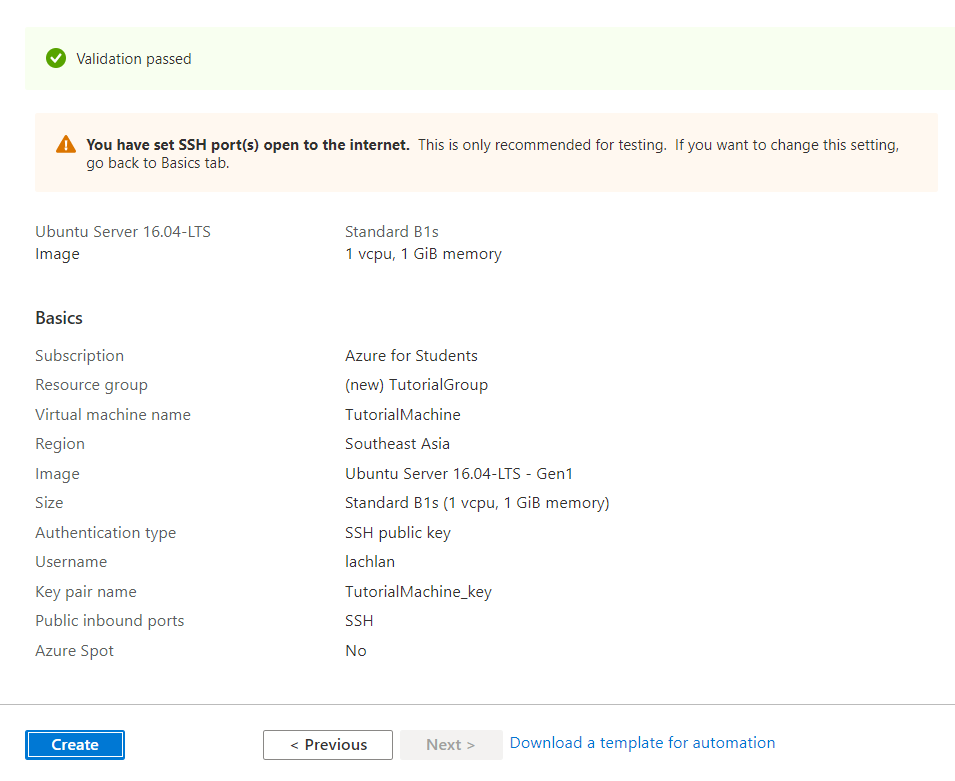 Validation passed
You have set SSH port(s) open to the internet. This is only recommended for testing. If you want to change this setting,
go back to Basics tab.
Ubuntu Server 16.04-LTS
Image
Standard B1s
1 vcpu, 1 GiB memory
Basics
Subscription Azure for Students
Resource group (new) TutorialGroup
Virtual machine name TutorialMachine
Region Southeast Asia
Image Ubuntu Server 16.04-LTS - Gen1
Size Standard B1s (1 vcpu, 1 GiB memory)
Authentication type SSH public key
Username lachlan
Key pair name TutorialMachine_key
Public inbound ports SSH
Azure Spot No
Create < Previous Next > Download a template for automation